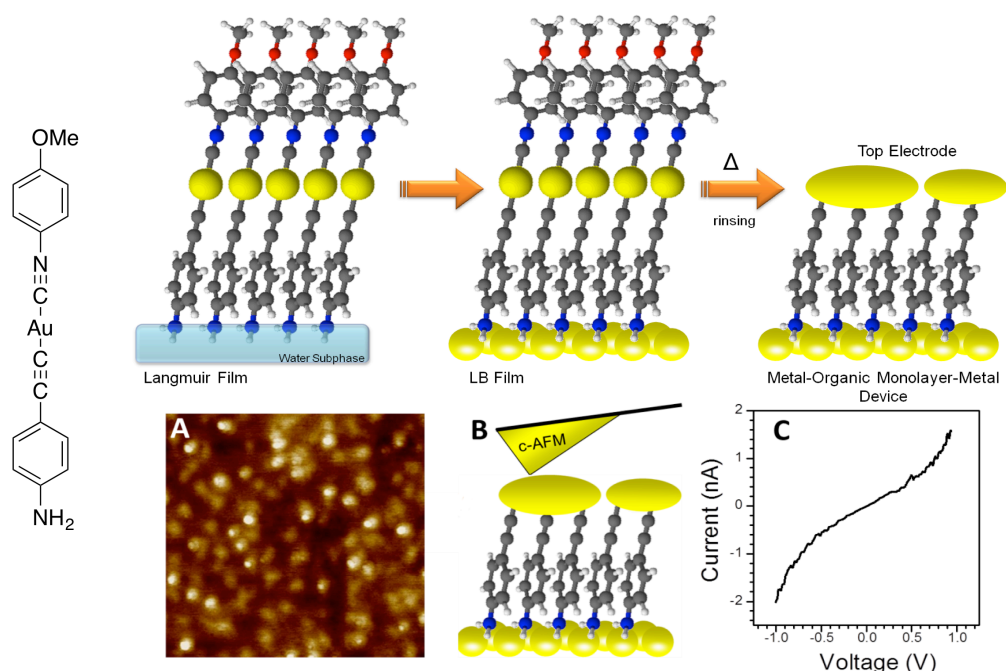 OMe
N
C
Au
C
C
NH2
Δ
rinsing
Top Electrode
Water Subphase
Langmuir Film
LB Film
Metal-Organic Monolayer-Metal
Device
A
B
c-AFM
C
Current (nA)
2
1
0
-1
-2
-1.0 -0.5 0.0 0.5 1.0
Voltage (V)